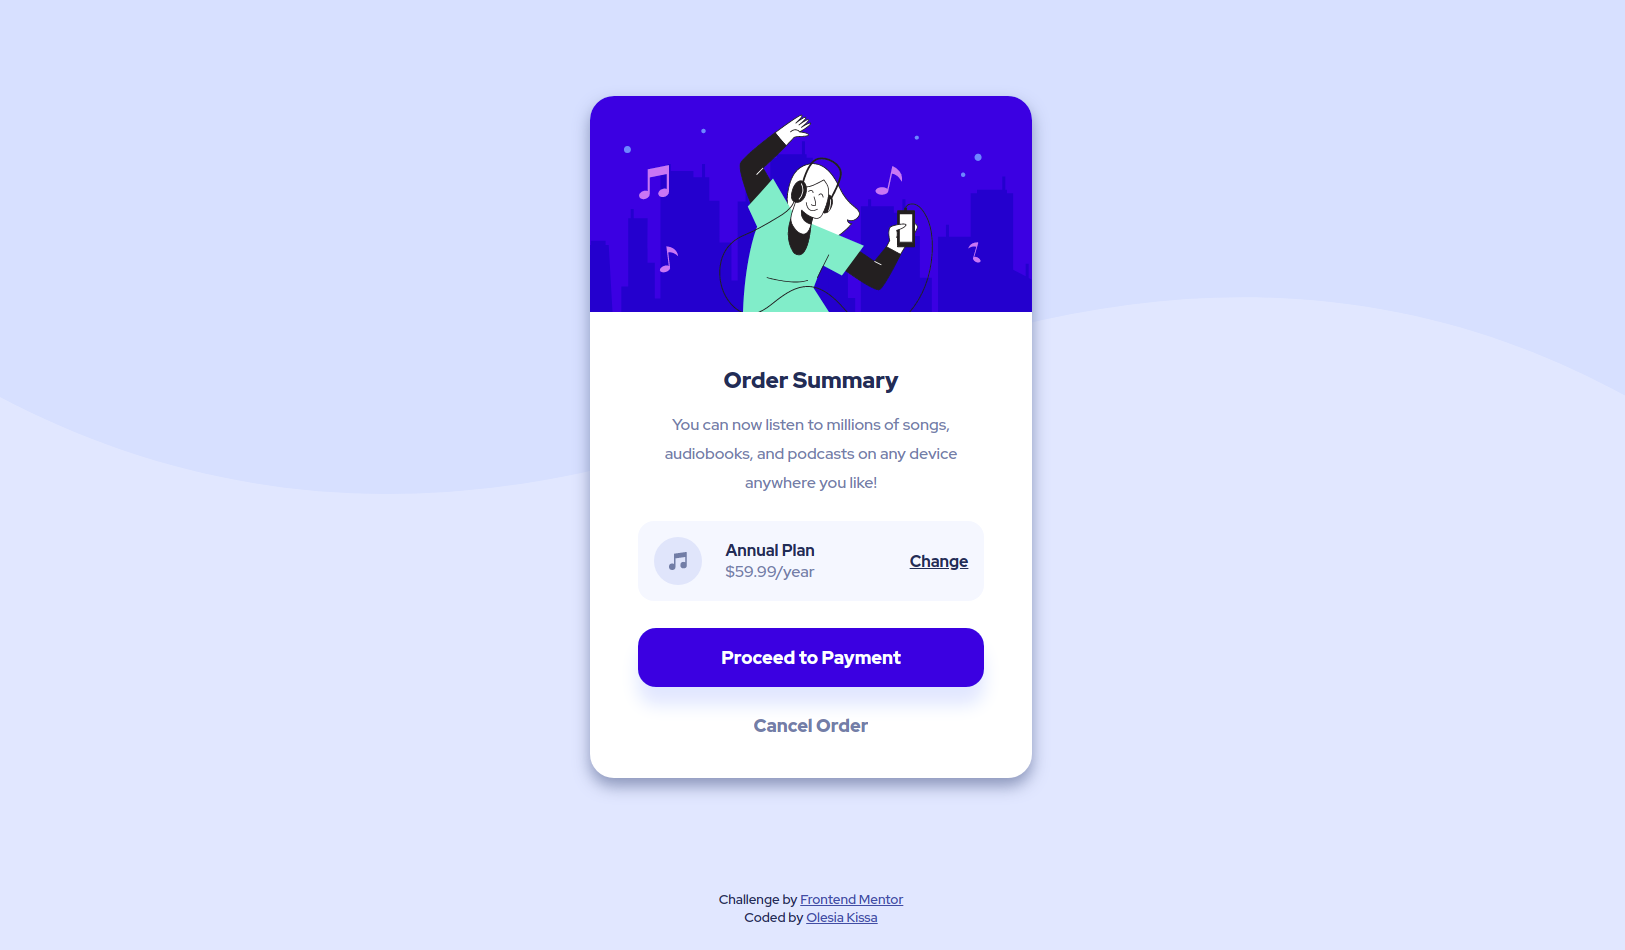 Order Summary
You can now listen to millions of songs,
audiobooks, and podcasts on any device
anywhere you like!
Annual Plan
$59.99/year
Change
Proceed to Payment
Cancel Order
Challenge by Frontend Mentor
Coded by Olesia Kissa